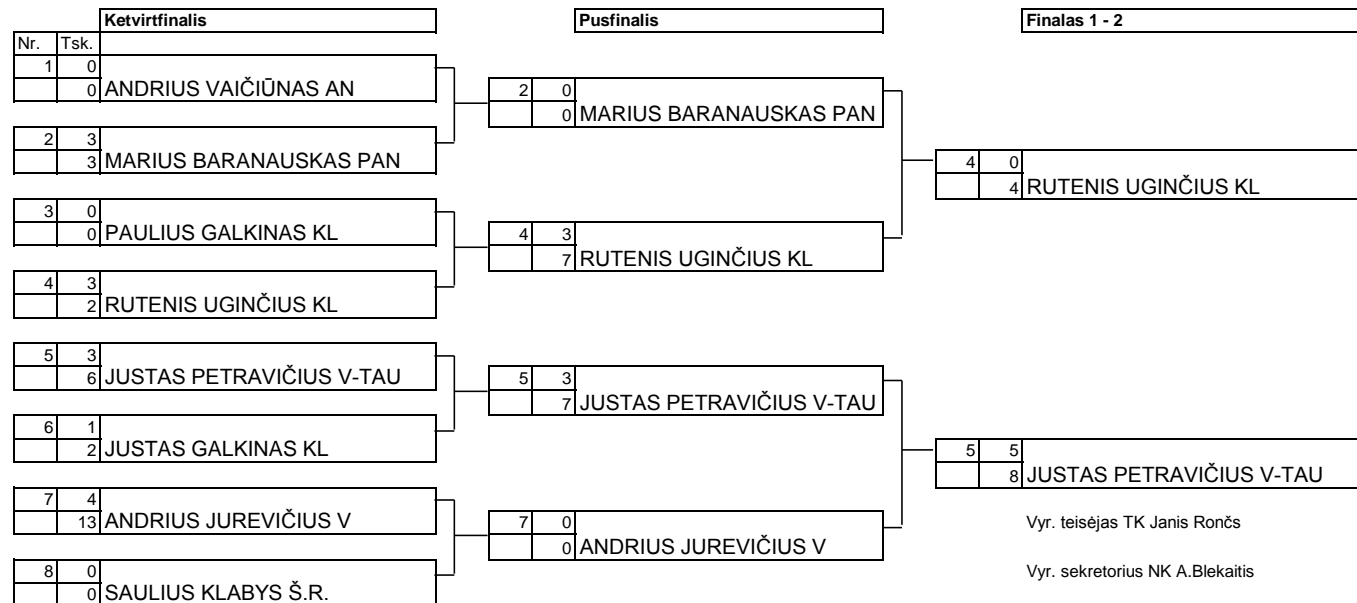 Ketvirtfinalis Pusfinalis Finalas 1 - 2
Nr. Tsk.
1 0
0 ANDRIUS VAIČIŪNAS AN
2 0
0 MARIUS BARANAUSKAS PAN
2 3
3 MARIUS BARANAUSKAS PAN
4 0
4 RUTENIS UGINČIUS KL
3 0
0 PAULIUS GALKINAS KL
4 3
7 RUTENIS UGINČIUS KL
4 3
2 RUTENIS UGINČIUS KL
5 3
6 JUSTAS PETRAVIČIUS V-TAU
5 3
7 JUSTAS PETRAVIČIUS V-TAU
6 1
2 JUSTAS GALKINAS KL
5 5
8 JUSTAS PETRAVIČIUS V-TAU
7 4
13 ANDRIUS JUREVIČIUS V
7 0
0 ANDRIUS JUREVIČIUS V
Vyr. teisėjas TK Janis Rončs
Vyr. sekretorius NK A.Blekaitis
8 0
0 SAULIUS KLABYS Š.R.